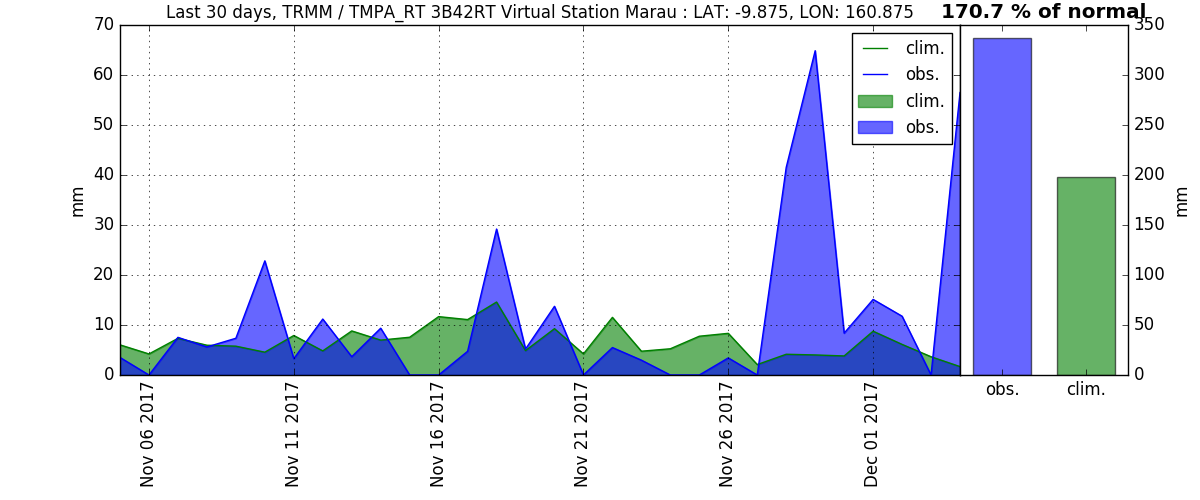 Last 30 days, TRMM / TMPA_RT 3B42RT Virtual Station Marau : LAT: -9.875, LON: 160.875
170.7 % of normal
70
60
50
40
30
20
10
0
mm
clim.
obs.
clim.
obs.
350
300
250
200
150
100
50
0
mm
obs.
clim.
Nov 06 2017
Nov 11 2017
Nov 16 2017
Nov 21 2017
Nov 26 2017
Dec 01 2017